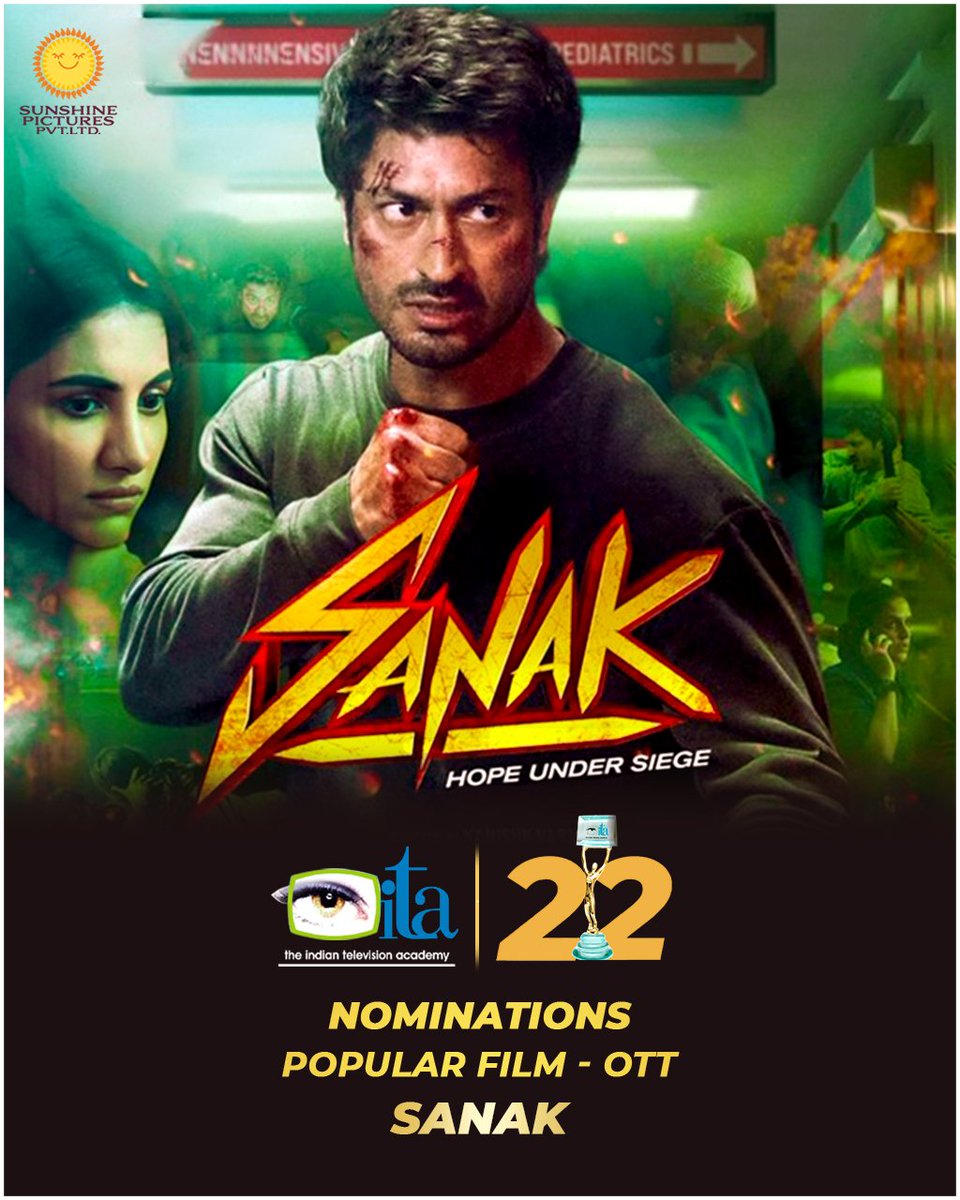 SUNSHINE
PICTURES
PVT.LTD.
PEDIATRICS
SANAK
HOPE UNDER SIEGE
ita
the indian television academy
22
ita
NOMINATIONS
POPULAR FILM - OTT
SANAK